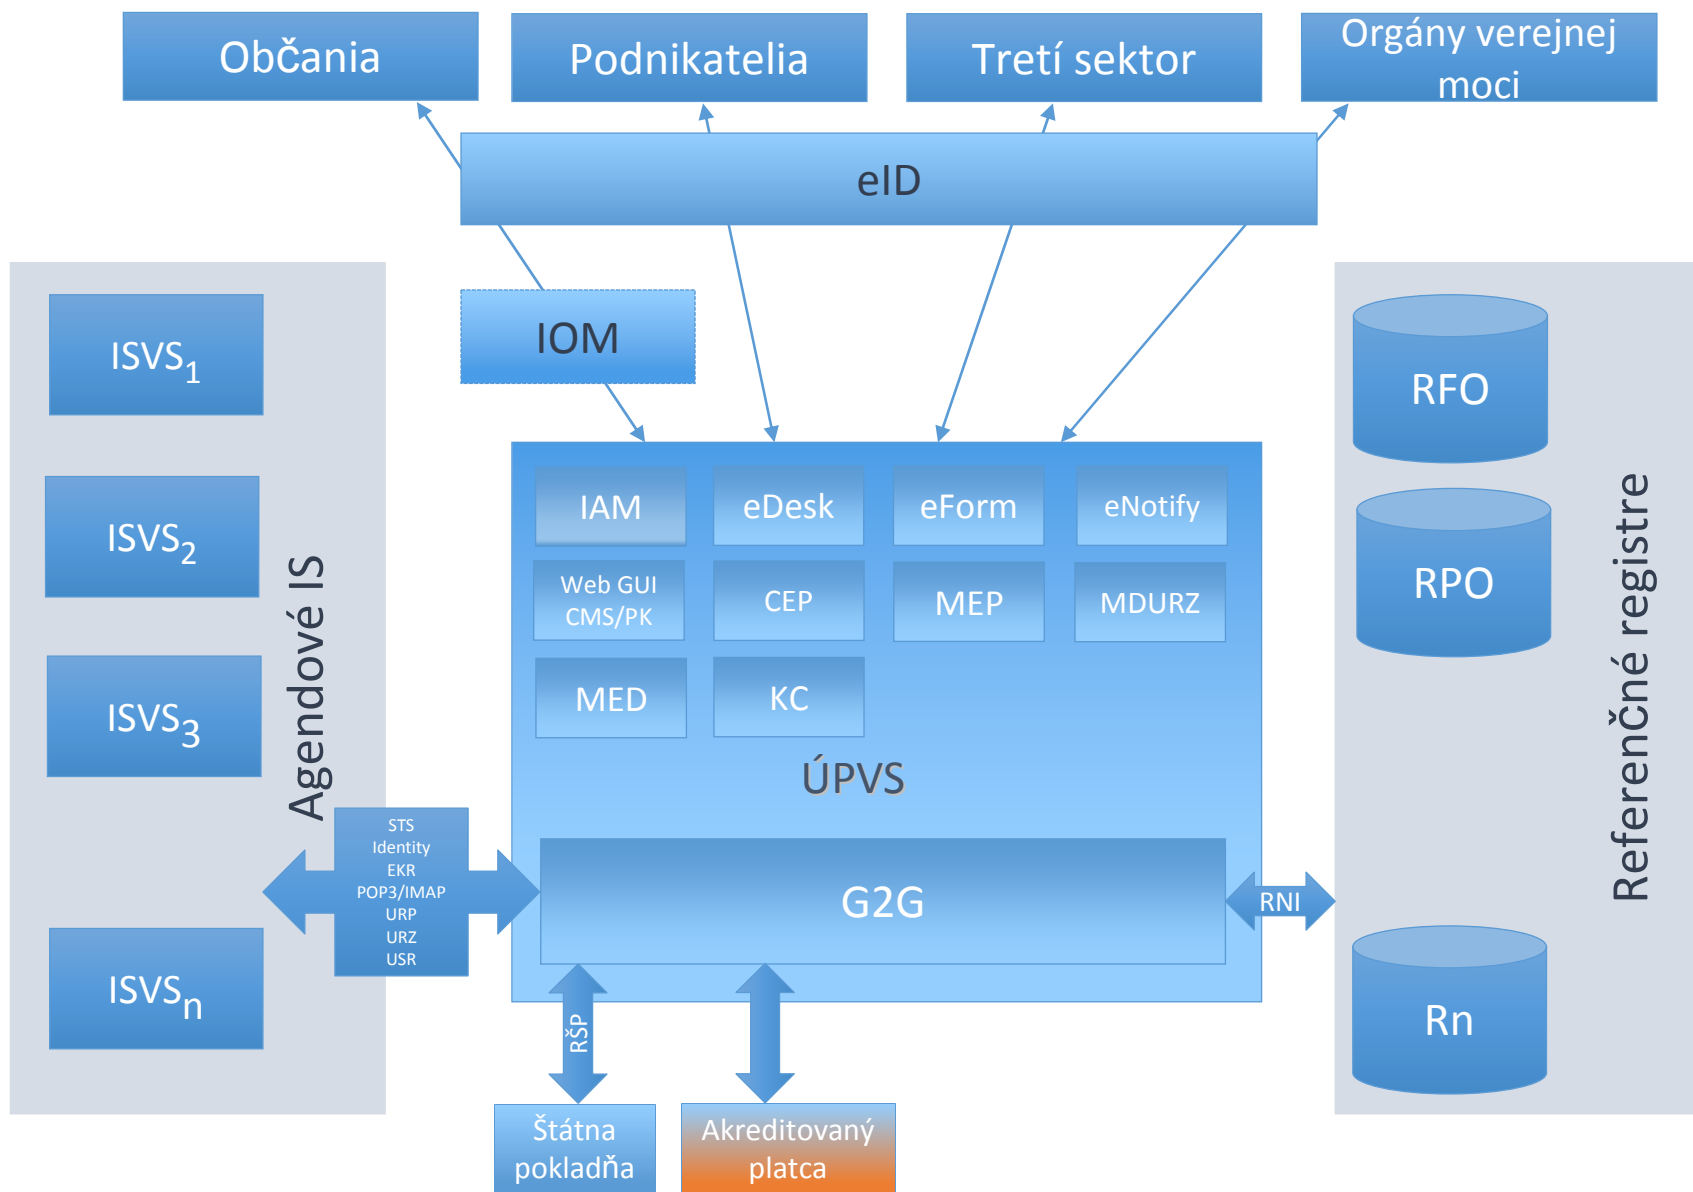 Občania
Podnikatelia
Tretí sektor
Orgány verejnej
moci
eID
IOM
ISVS1
ISVS2
ISVS3
ISVSn
Agendové IS
STS
Identity
EKR
POP3/IMAP
URP
URZ
USR
IAM
eDesk
eForm
eNotify
Web GUI
CMS/PK
CEP
MEP
MDURZ
MED
KC
ÚPVS
G2G
RNI
RŠP
Štátna
pokladňa
Akreditovaný
platca
RFO
RPO
Rn
Referenčné registre